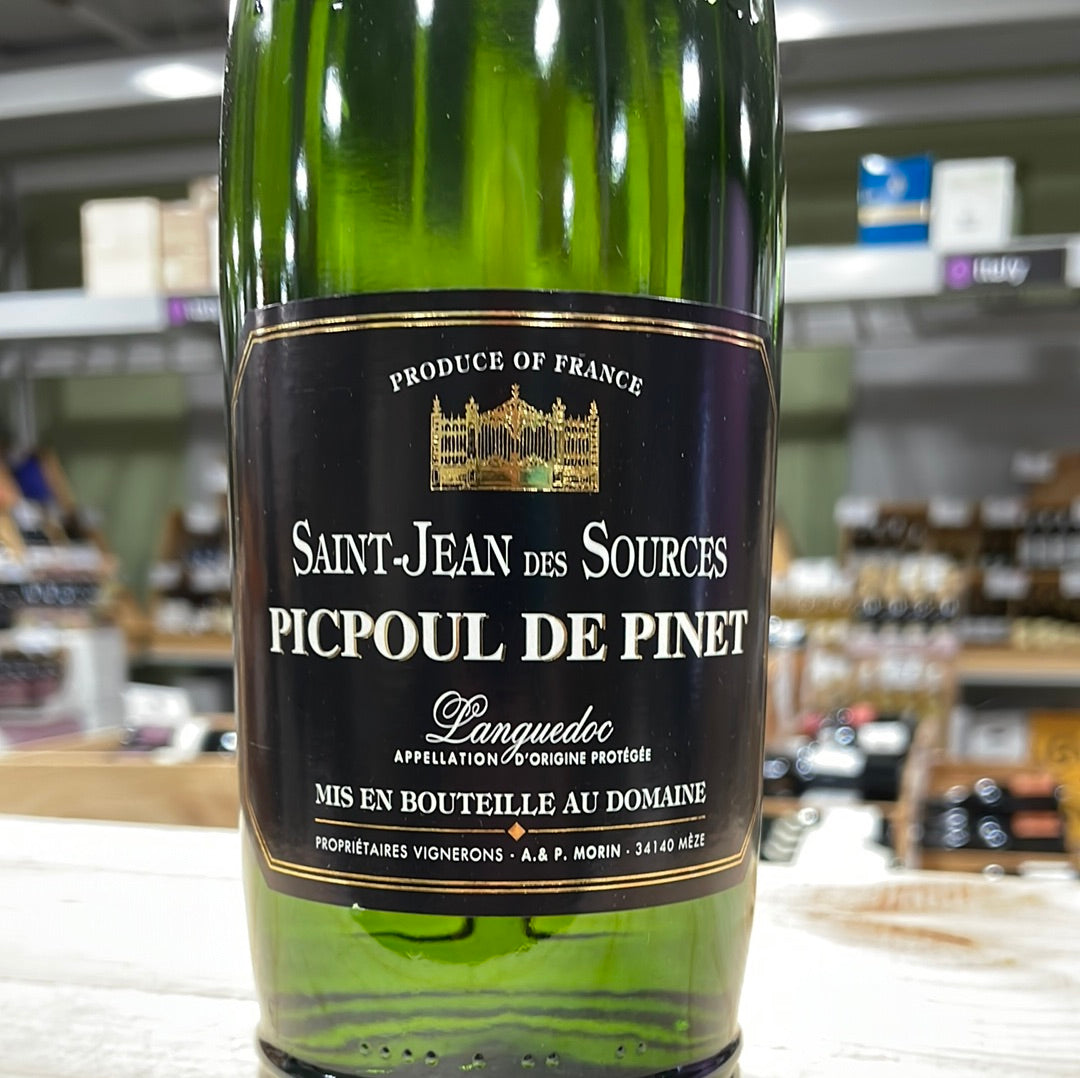 PRODUCE OF FRANCE
SAINT-JEAN DES SOURCES
PICPOUL DE PINET
Languedoc
APPELLATION D'ORIGINE PROTÉGÉE
MIS EN BOUTEILLE AU DOMAINE
PROPRIÉTAIRES VIGNERONS · A. & P. MORIN · 34140 MÈZE
Italy